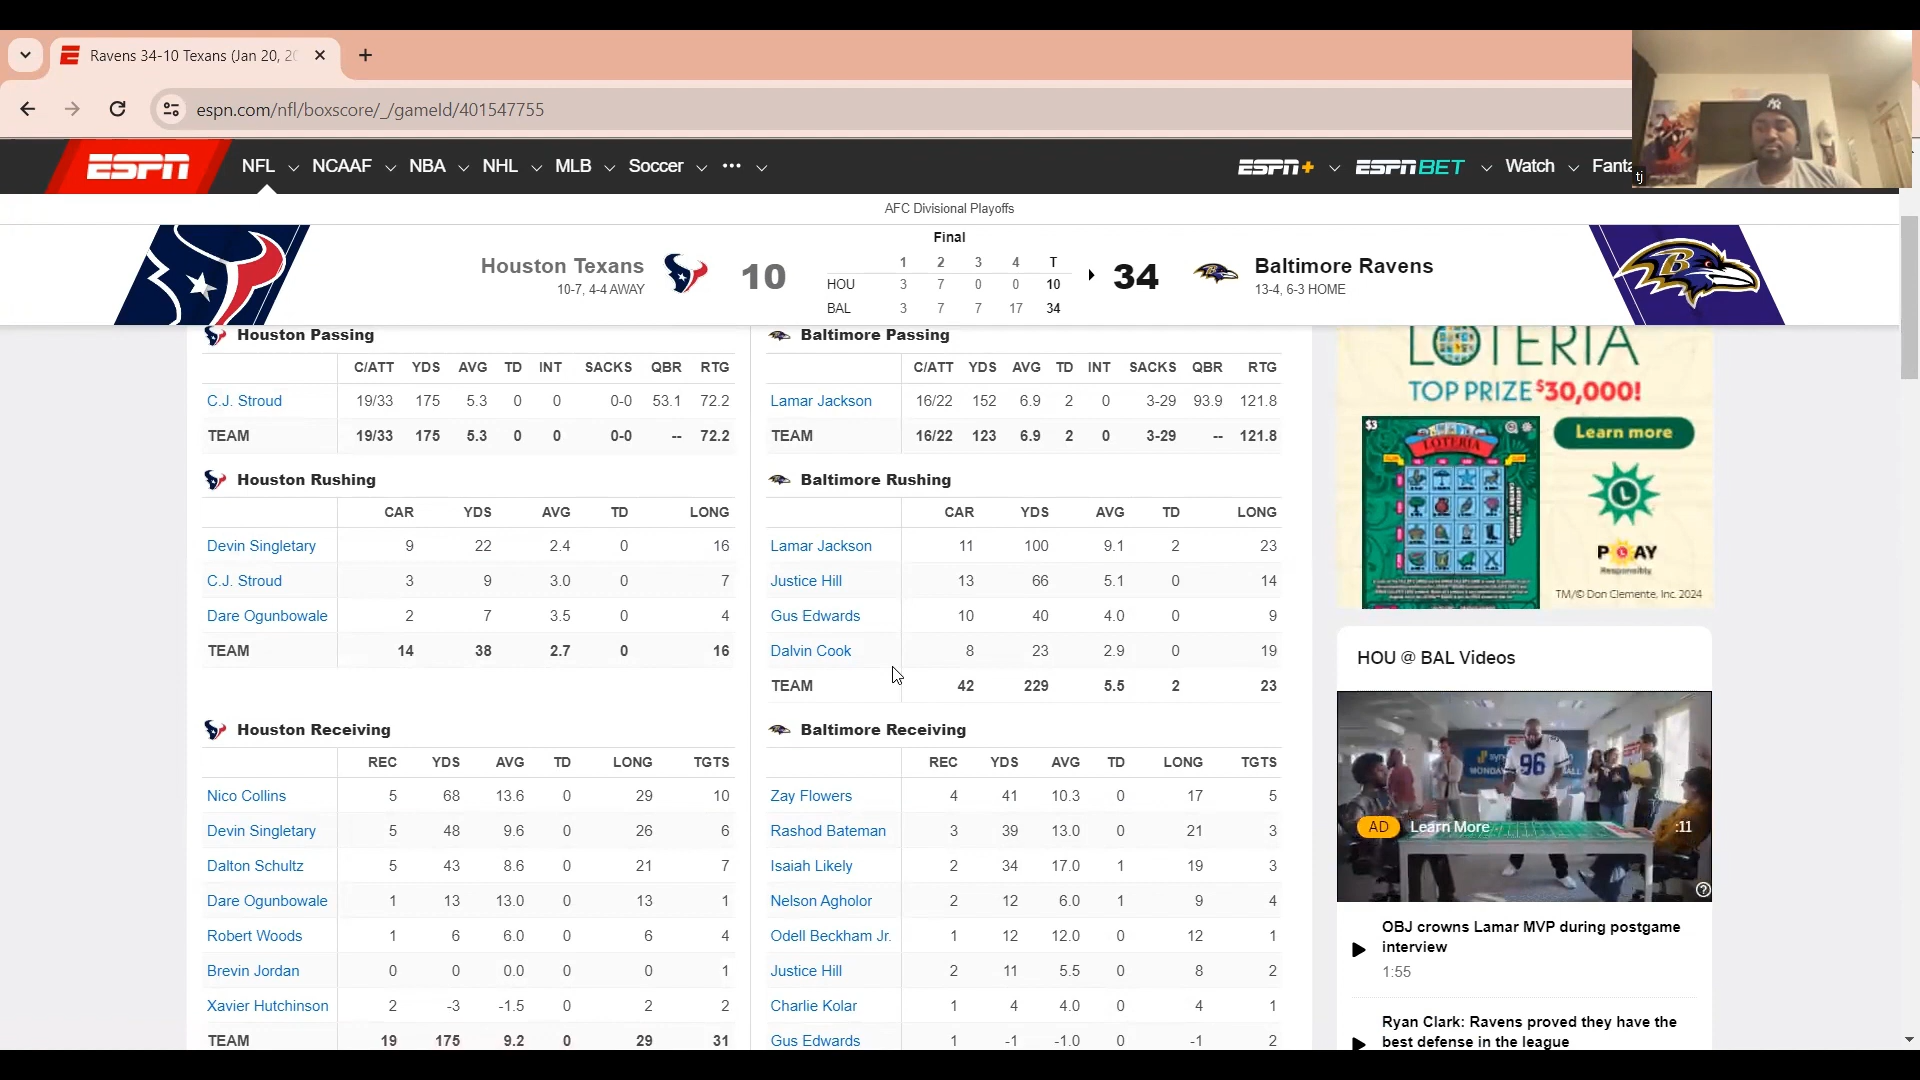 Ravens 34-10 Texans (Jan 20, 20
espn.com/nfl/boxscore/_/gameId/401547755
ESPN NFL NCAAF NBA NHL MLB Soccer ••• ESPN+ ESPN BET Watch Fanta
tj
AFC Divisional Playoffs
Final
Houston Texans 10 34 Baltimore Ravens
10-7, 4-4 AWAY 13-4, 6-3 HOME
1 2 3 4 T
HOU 3 7 0 0 10
BAL 3 7 7 17 34
Houston Passing
C/ATT YDS AVG TD INT SACKS QBR RTG
C.J. Stroud 19/33 175 5.3 0 0 0-0 53.1 72.2
TEAM 19/33 175 5.3 0 0 0-0 -- 72.2
Baltimore Passing
C/ATT YDS AVG TD INT SACKS QBR RTG
Lamar Jackson 16/22 152 6.9 2 0 3-29 93.9 121.8
TEAM 16/22 123 6.9 2 0 3-29 -- 121.8
Houston Rushing
CAR YDS AVG TD LONG
Devin Singletary 9 22 2.4 0 16
C.J. Stroud 3 9 3.0 0 7
Dare Ogunbowale 2 7 3.5 0 4
TEAM 14 38 2.7 0 16
Baltimore Rushing
CAR YDS AVG TD LONG
Lamar Jackson 11 100 9.1 2 23
Justice Hill 13 66 5.1 0 14
Gus Edwards 10 40 4.0 0 9
Dalvin Cook 8 23 2.9 0 19
TEAM 42 229 5.5 2 23
Houston Receiving
REC YDS AVG TD LONG TGTS
Nico Collins 5 68 13.6 0 29 10
Devin Singletary 5 48 9.6 0 26 6
Dalton Schultz 5 43 8.6 0 21 7
Dare Ogunbowale 1 13 13.0 0 13 1
Robert Woods 1 6 6.0 0 6 4
Brevin Jordan 0 0 0.0 0 0 1
Xavier Hutchinson 2 -3 -1.5 0 2 2
TEAM 19 175 9.2 0 29 31
Baltimore Receiving
REC YDS AVG TD LONG TGTS
Zay Flowers 4 41 10.3 0 17 5
Rashod Bateman 3 39 13.0 0 21 3
Isaiah Likely 2 34 17.0 1 19 3
Nelson Agholor 2 12 6.0 1 9 4
Odell Beckham Jr. 1 12 12.0 0 12 1
Justice Hill 2 11 5.5 0 8 2
Charlie Kolar 1 4 4.0 0 4 1
Gus Edwards 1 -1 -1.0 0 -1 2
LOTERIA
TOP PRIZE $30,000!
$3
LOTERIA
Learn more
PLAY
Responsibly
TM/© Don Clemente, Inc. 2024
HOU @ BAL Videos
96
AD Learn More :11
OBJ crowns Lamar MVP during postgame
interview
1:55
Ryan Clark: Ravens proved they have the
best defense in the league